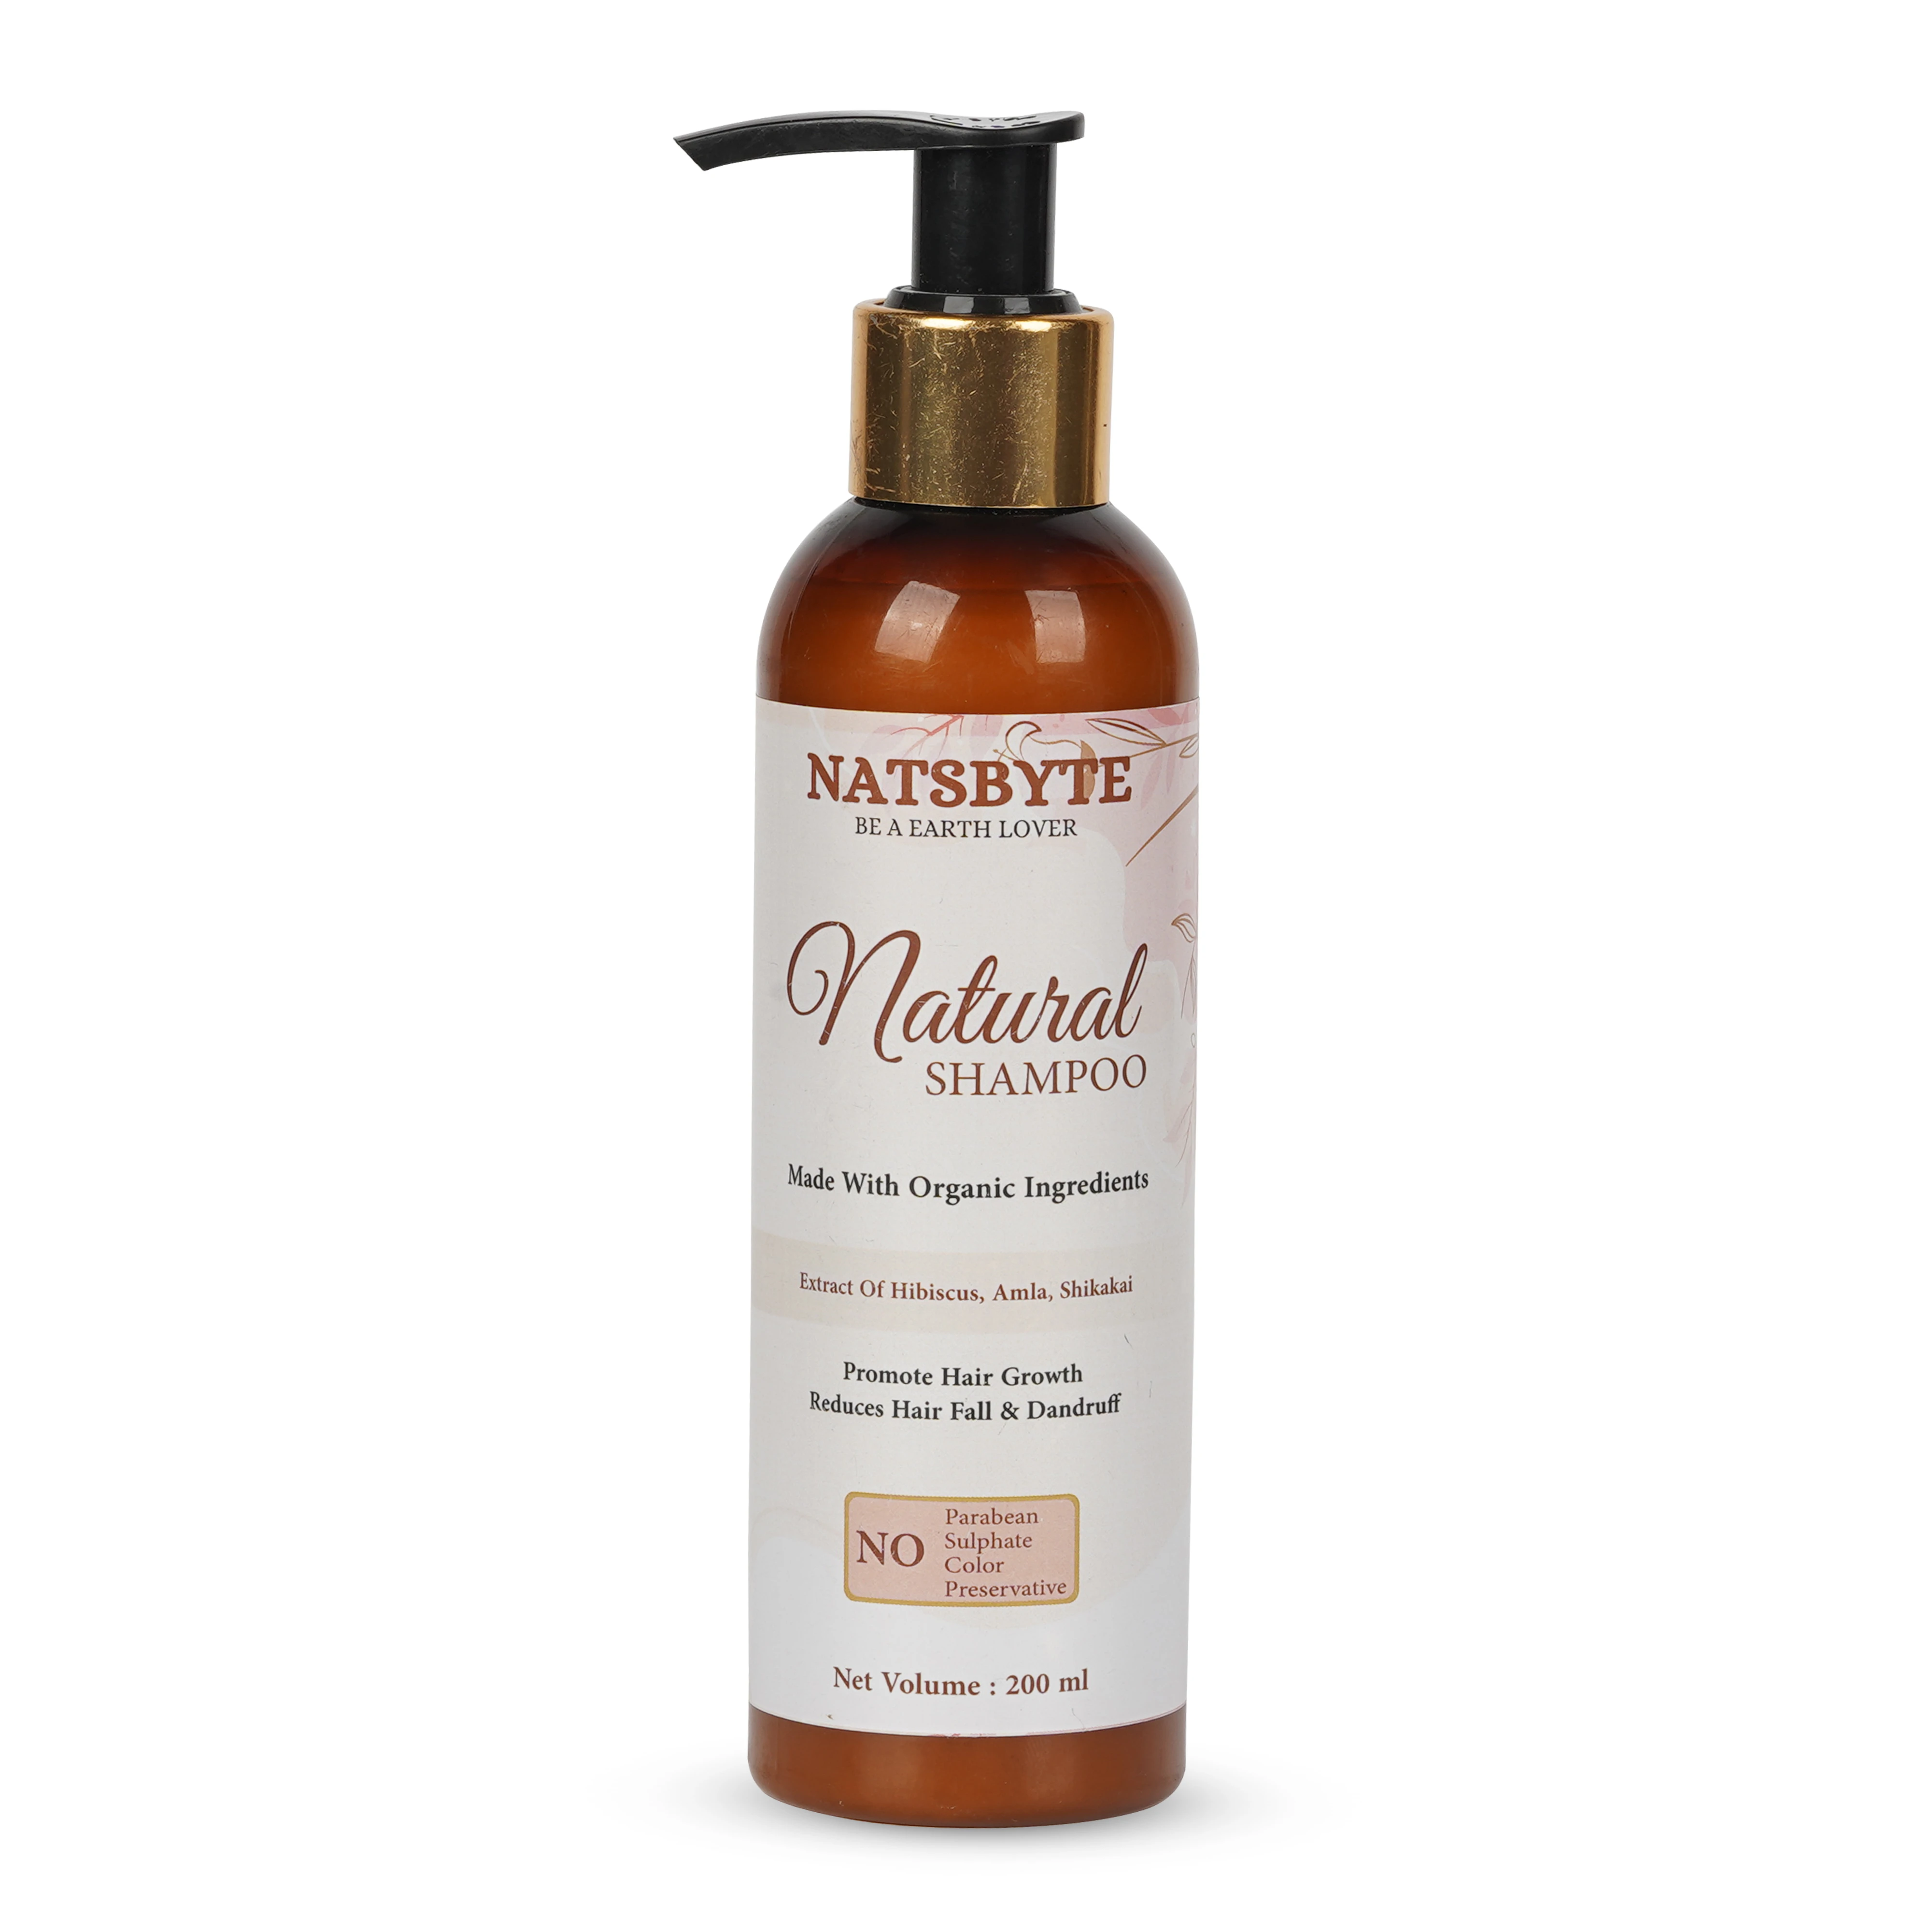 NATSBYTE
BE A EARTH LOVER
Natural
SHAMPOO
Made With Organic Ingredients
Extract Of Hibiscus, Amla, Shikakai
Promote Hair Growth
Reduces Hair Fall & Dandruff
NO
Parabean
Sulphate
Color
Preservative
Net Volume : 200 ml